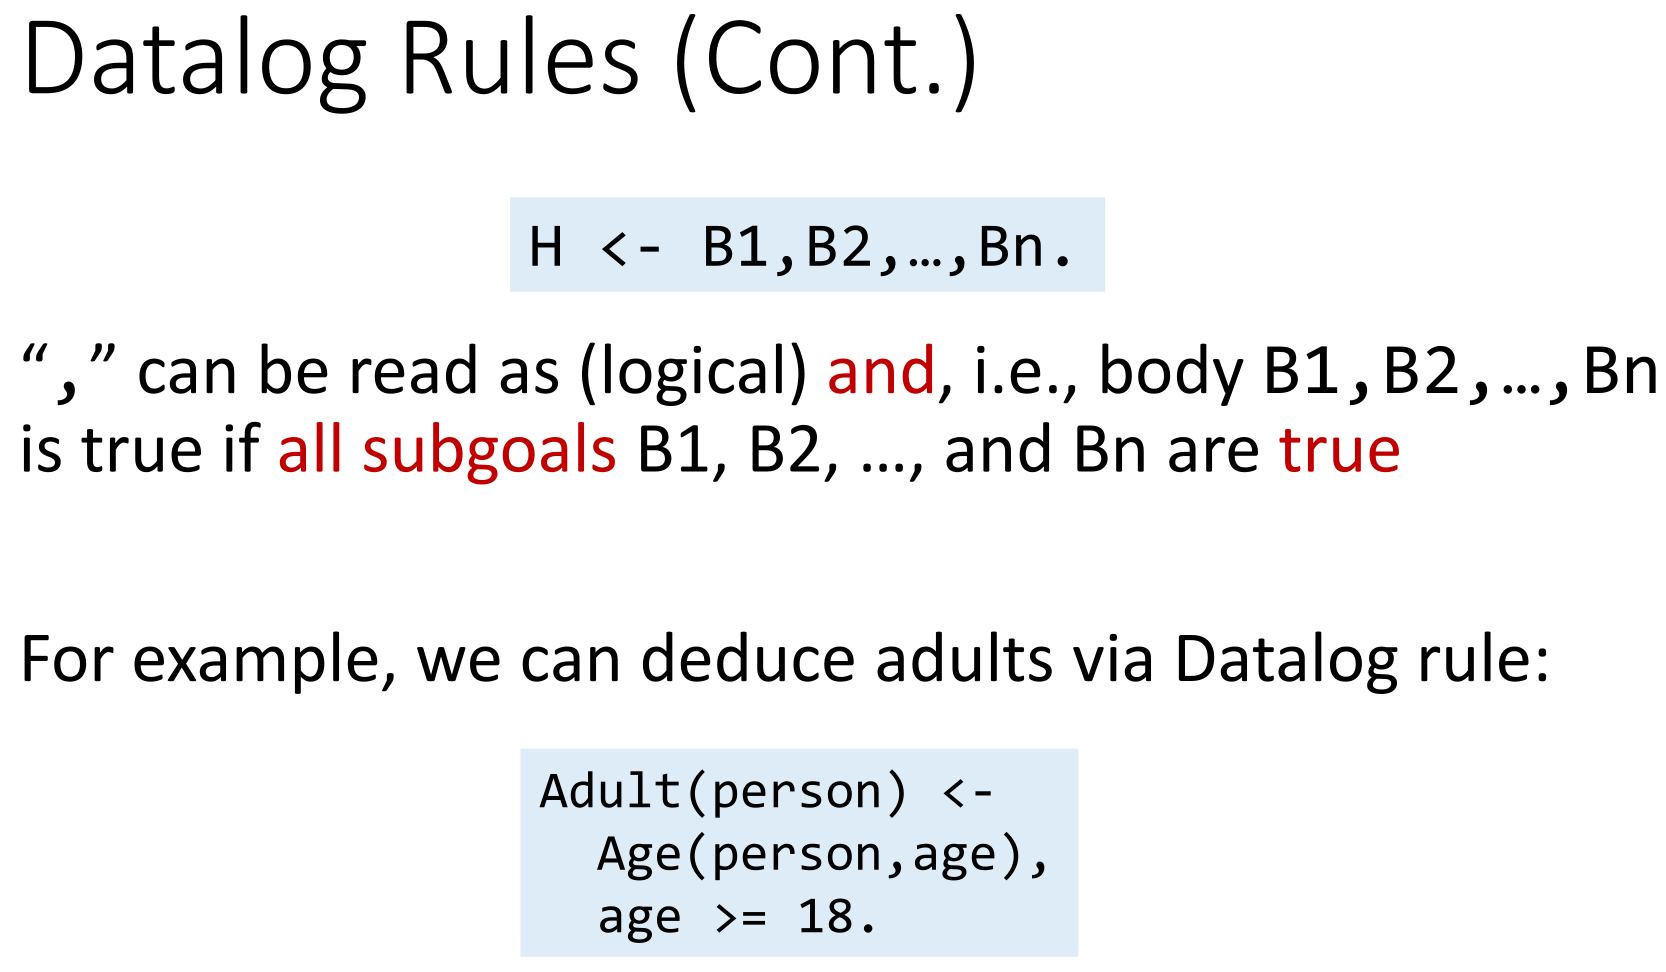 Datalog Rules (Cont.)
H <- B1,B2,…,Bn.
“,” can be read as (logical) and, i.e., body B1,B2,…,Bn
is true if all subgoals B1, B2, …, and Bn are true
For example, we can deduce adults via Datalog rule:
Adult(person) <-
Age(person,age),
age >= 18.